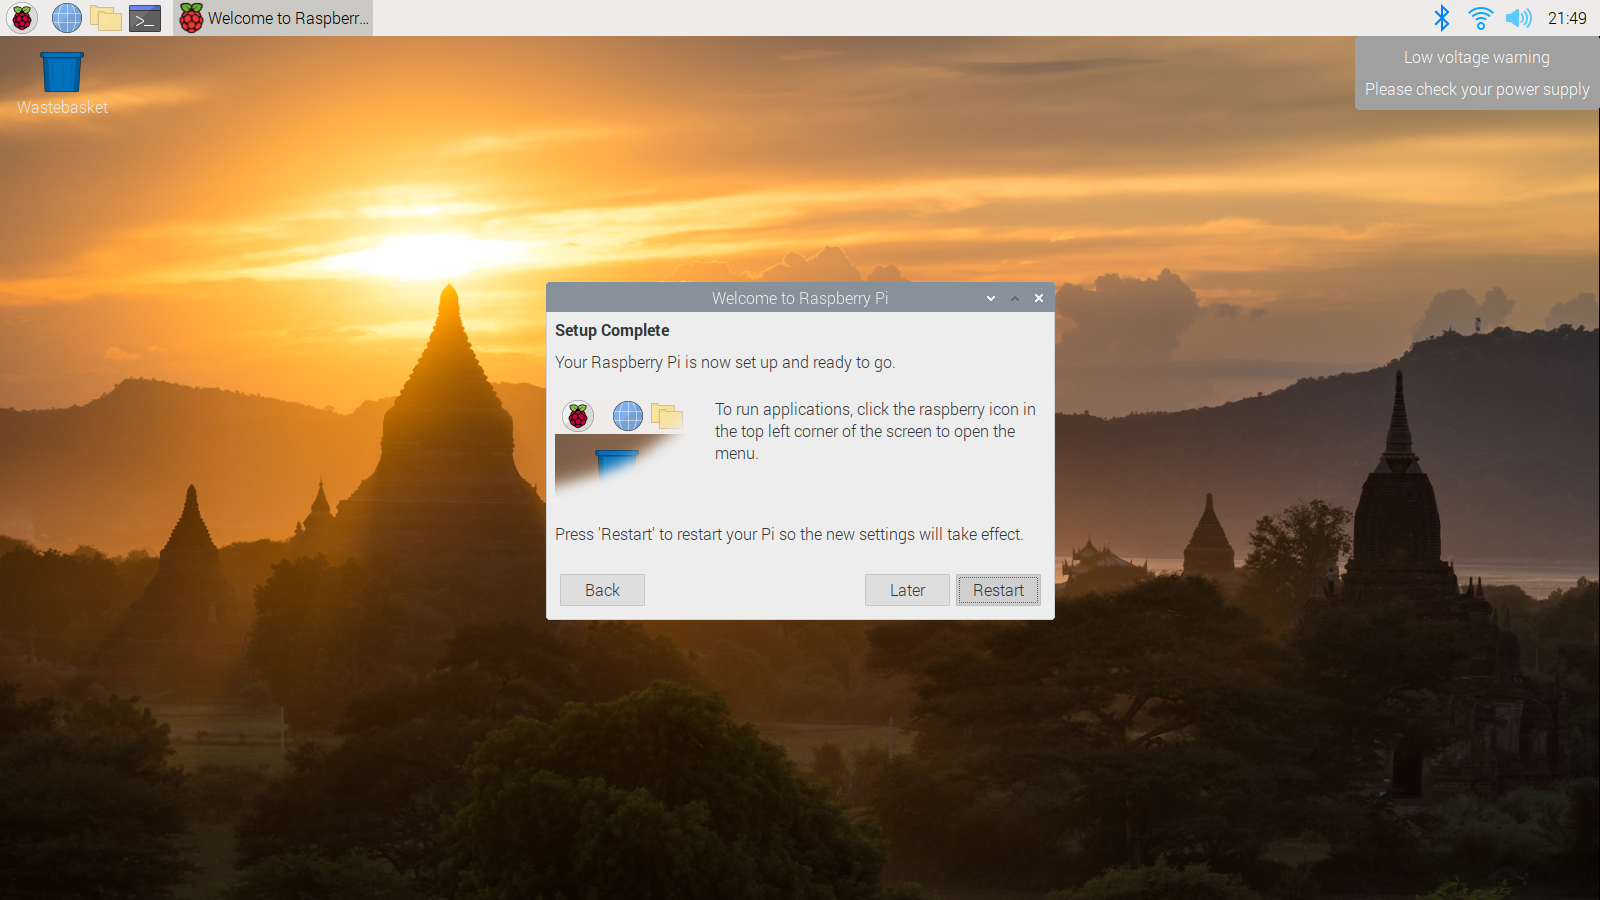 Welcome to Raspberr...
21:49
Low voltage warning
Please check your power supply
Wastebasket
Welcome to Raspberry Pi
Setup Complete
Your Raspberry Pi is now set up and ready to go.
To run applications, click the raspberry icon in
the top left corner of the screen to open the
menu.
Press 'Restart' to restart your Pi so the new settings will take effect.
Back
Later
Restart